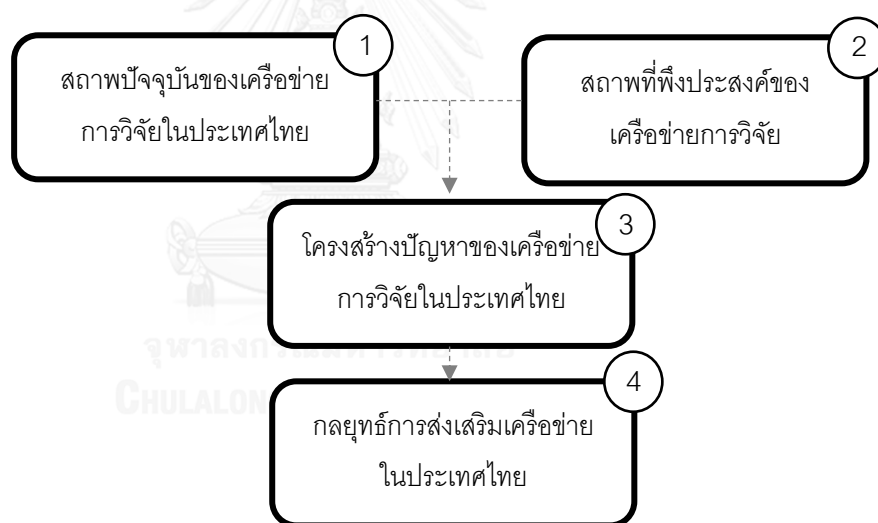 1
สภาพปัจจุบันของเครือข่าย
การวิจัยในประเทศไทย
2
สภาพที่พึงประสงค์ของ
เครือข่ายการวิจัย
3
โครงสร้างปัญหาของเครือข่าย
การวิจัยในประเทศไทย
4
กลยุทธ์การส่งเสริมเครือข่าย
ในประเทศไทย
CHULALON